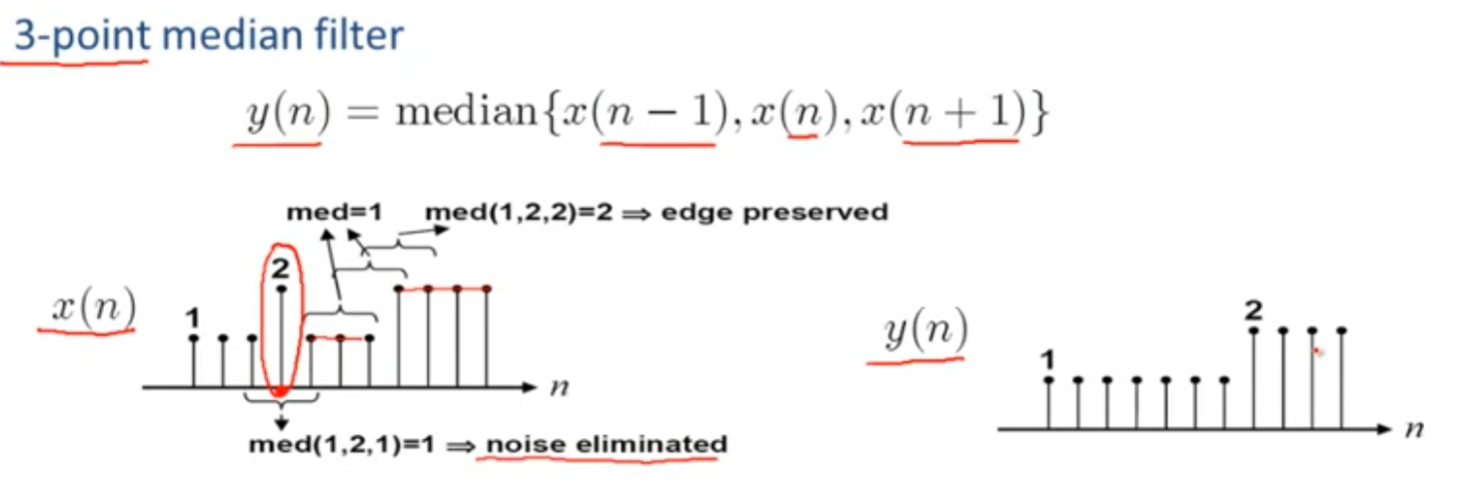 3-point median filter
y(n) = median{x(n − 1), x(n), x(n + 1)}
med=1 med(1,2,2)=2 ⇒ edge preserved
2
x(n)
1
n
med(1,2,1)=1 ⇒ noise eliminated
y(n)
1
2
n